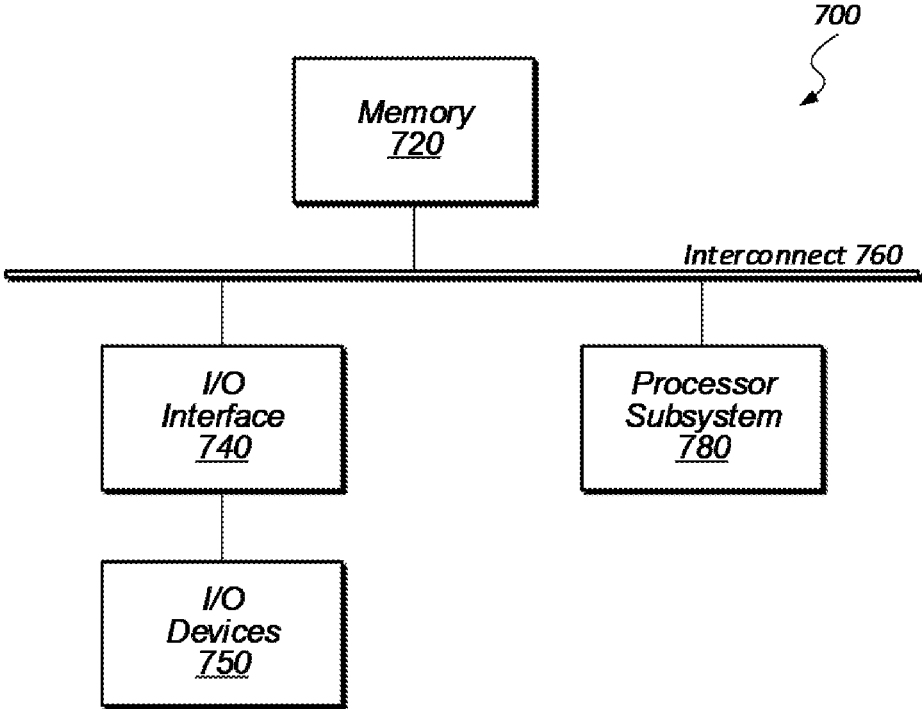 700
Memory
720
Interconnect 760
I/O
Interface
740
Processor
Subsystem
780
I/O
Devices
750